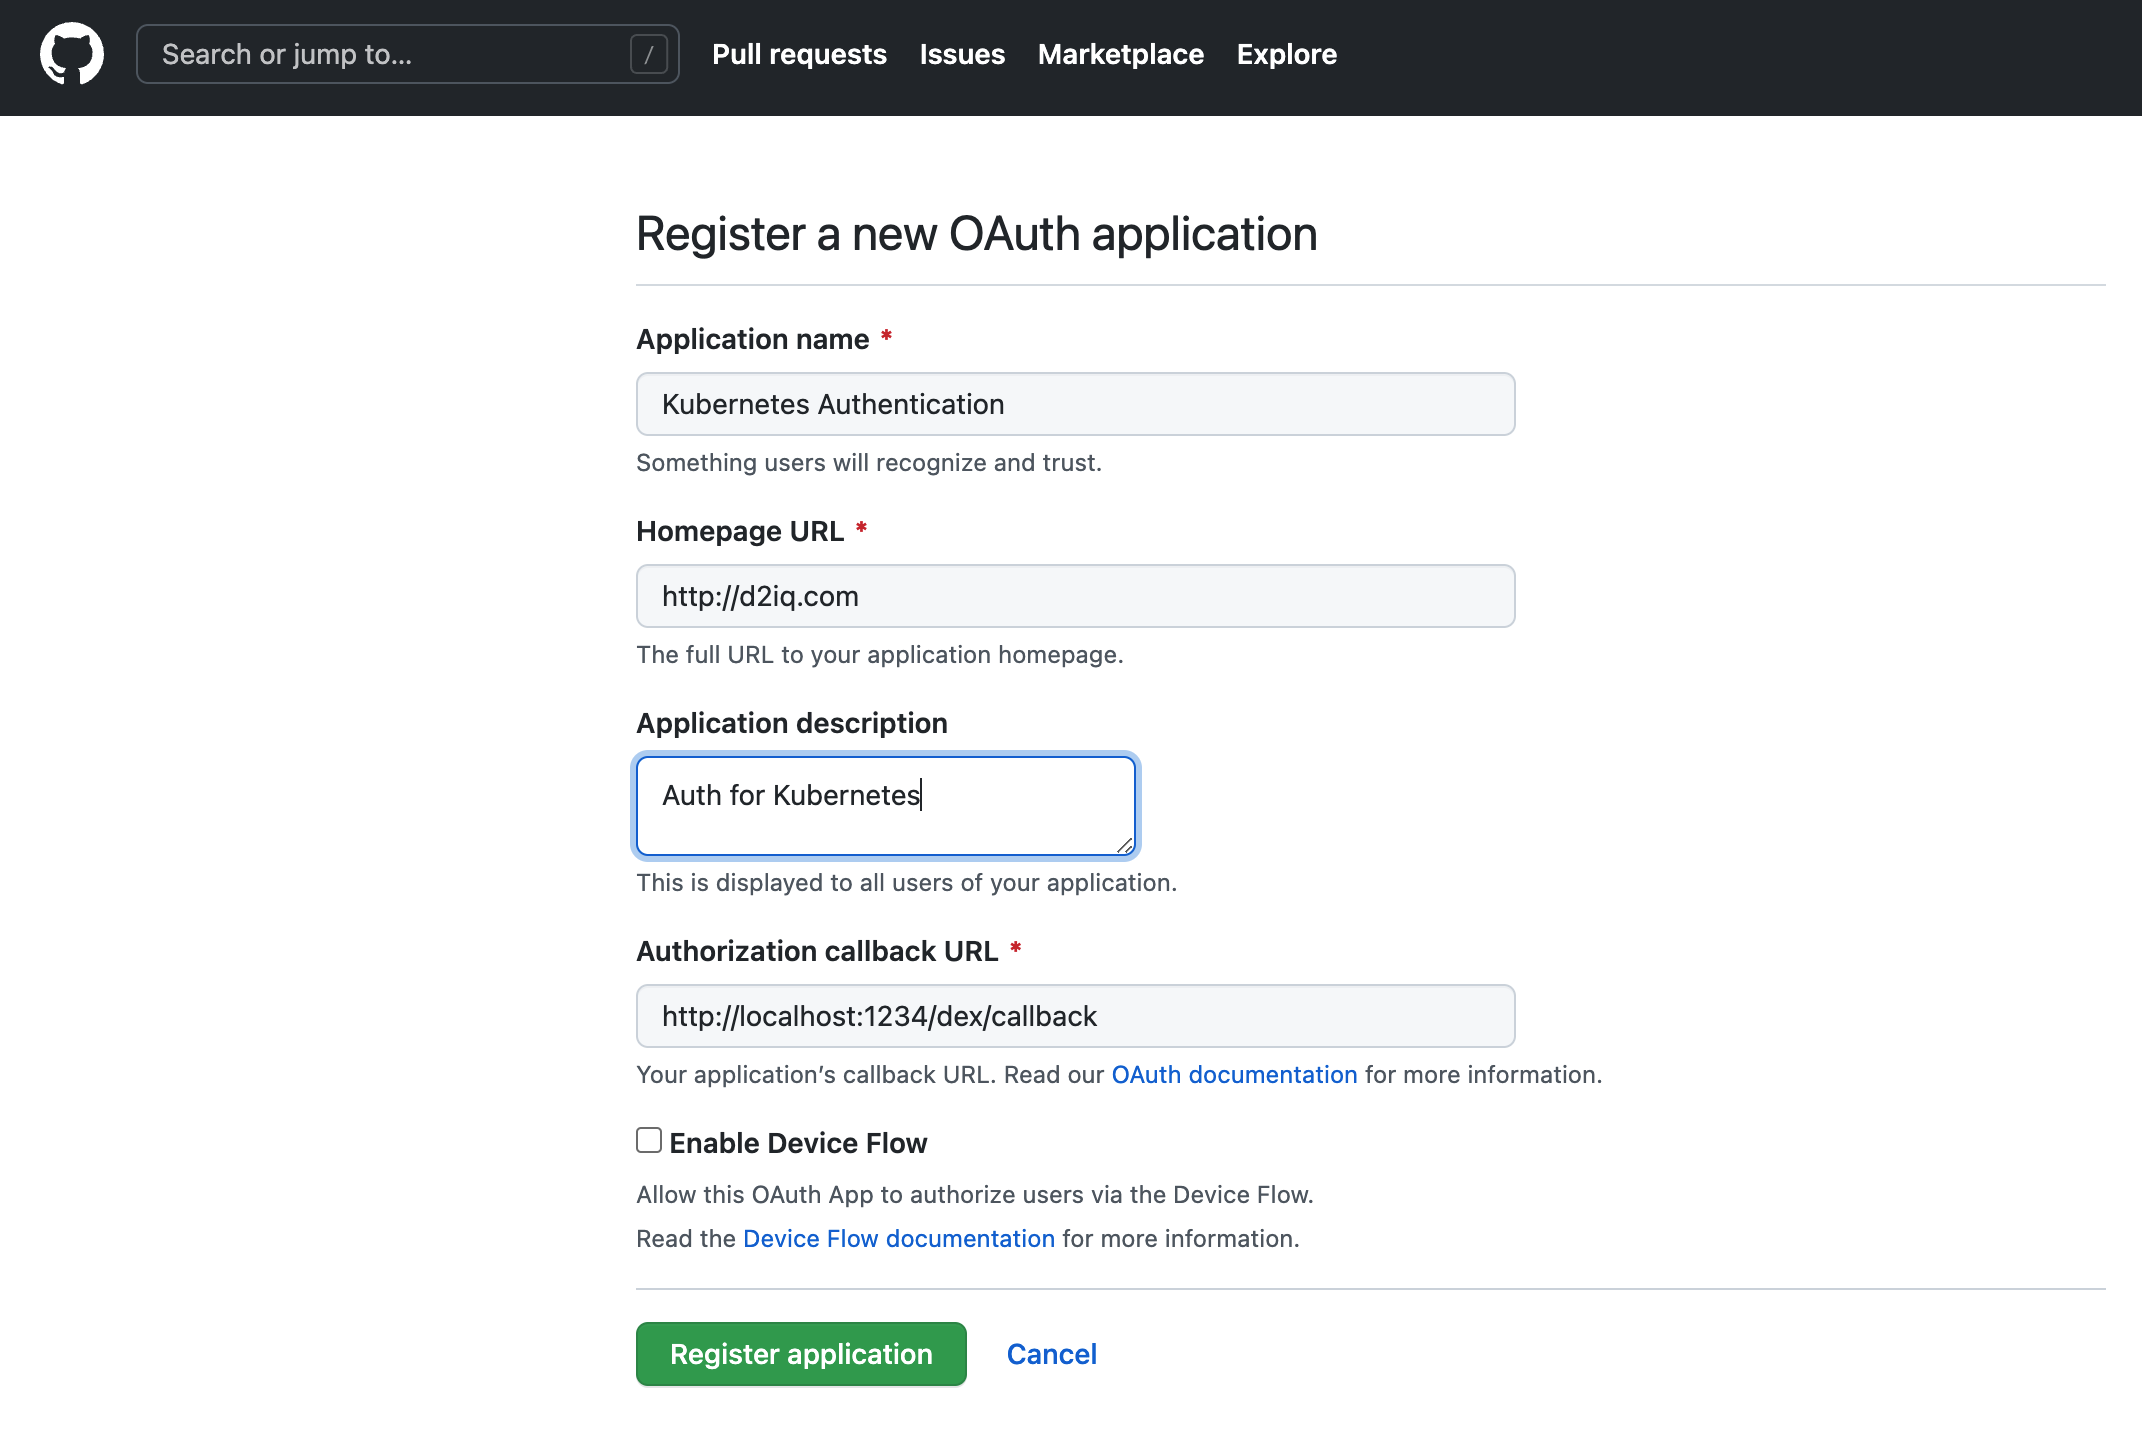 Search or jump to... /
Pull requests Issues Marketplace Explore
Register a new OAuth application
Application name *
Kubernetes Authentication
Something users will recognize and trust.
Homepage URL *
http://d2iq.com
The full URL to your application homepage.
Application description
Auth for Kubernetes
This is displayed to all users of your application.
Authorization callback URL *
http://localhost:1234/dex/callback
Your application’s callback URL. Read our OAuth documentation for more information.
Enable Device Flow
Allow this OAuth App to authorize users via the Device Flow.
Read the Device Flow documentation for more information.
Register application Cancel